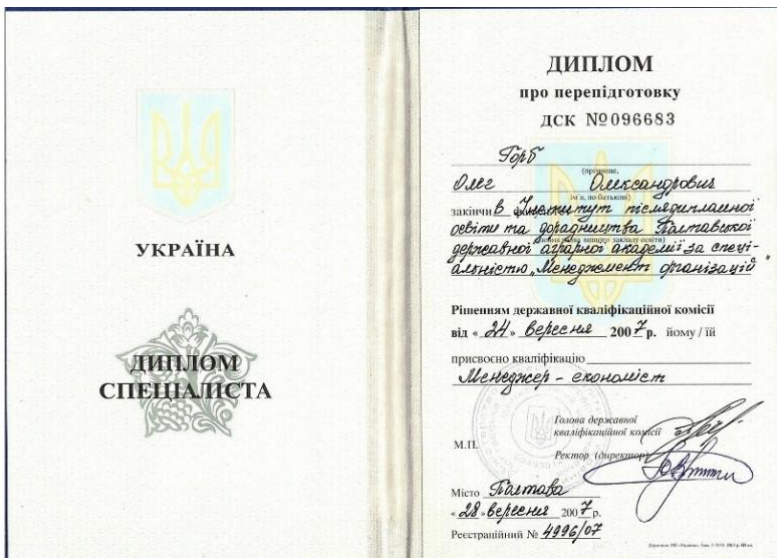 УКРАЇНА
ДИПЛОМ
СПЕЦІАЛІСТА
ДИПЛОМ
про перепідготовку
ДСК №096683
Горб
(прізвище,
Олег Олександрович
ім'я, по батькові)
закінчив Інститут післядипломної
освіти та дорадництва Полтавської
державної аграрної академії за специ-
альністю „Менеджмент організацій"
Рішенням державної кваліфікаційної комісії
від « 24 » вересня 2007 р. йому / їй
присвоєно кваліфікацію
Менеджер - економіст
Голова державної
кваліфікаційної комісії
М.П.
Ректор (директор)
Місто Полтава
« 28 » вересня 2007 р.
Реєстраційний № 4996/07